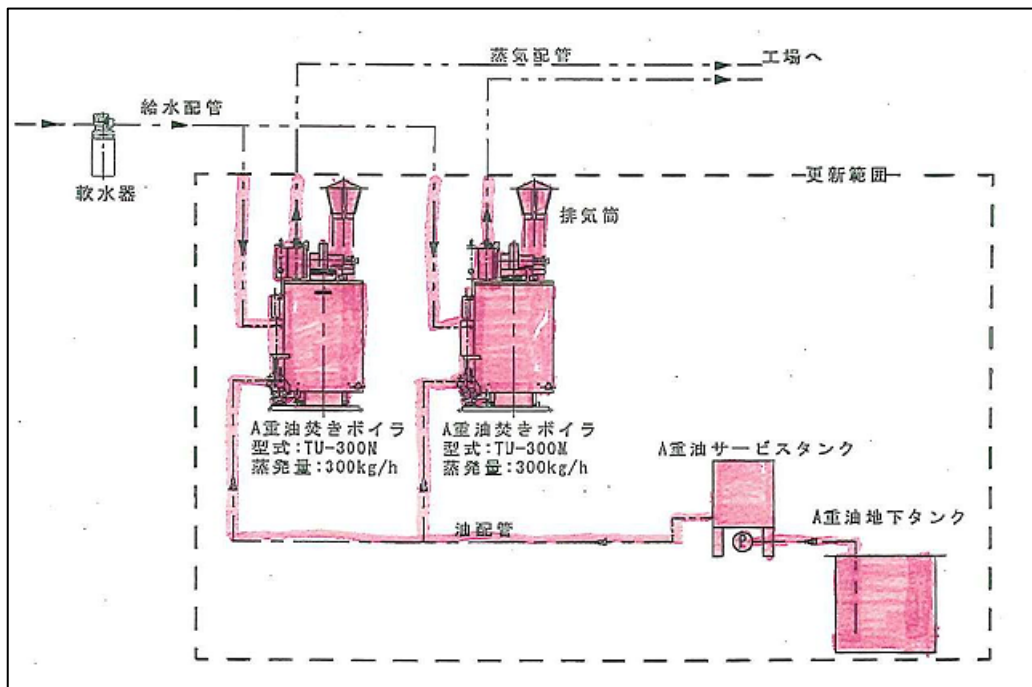 蒸気配管
工場へ
給水配管
軟水器
更新範囲
排気筒
A重油焚きボイラ
型式:TU-300N
蒸発量:300kg/h
A重油焚きボイラ
型式:TU-300N
蒸発量:300kg/h
A重油サービスタンク
A重油地下タンク
油配管
P